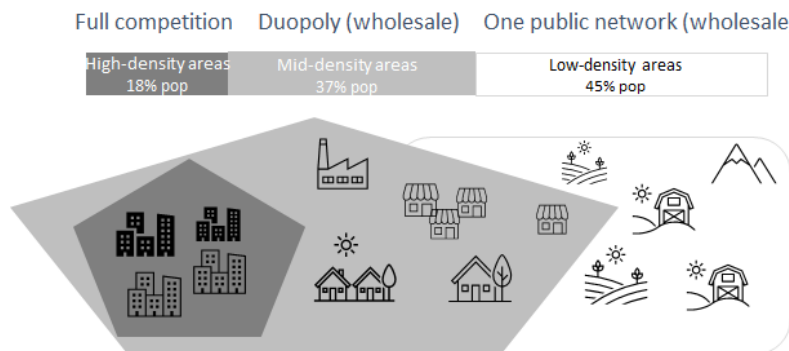 Full competition
Duopoly (wholesale)
One public network (wholesale
High-density areas
18% pop
Mid-density areas
37% pop
Low-density areas
45% pop